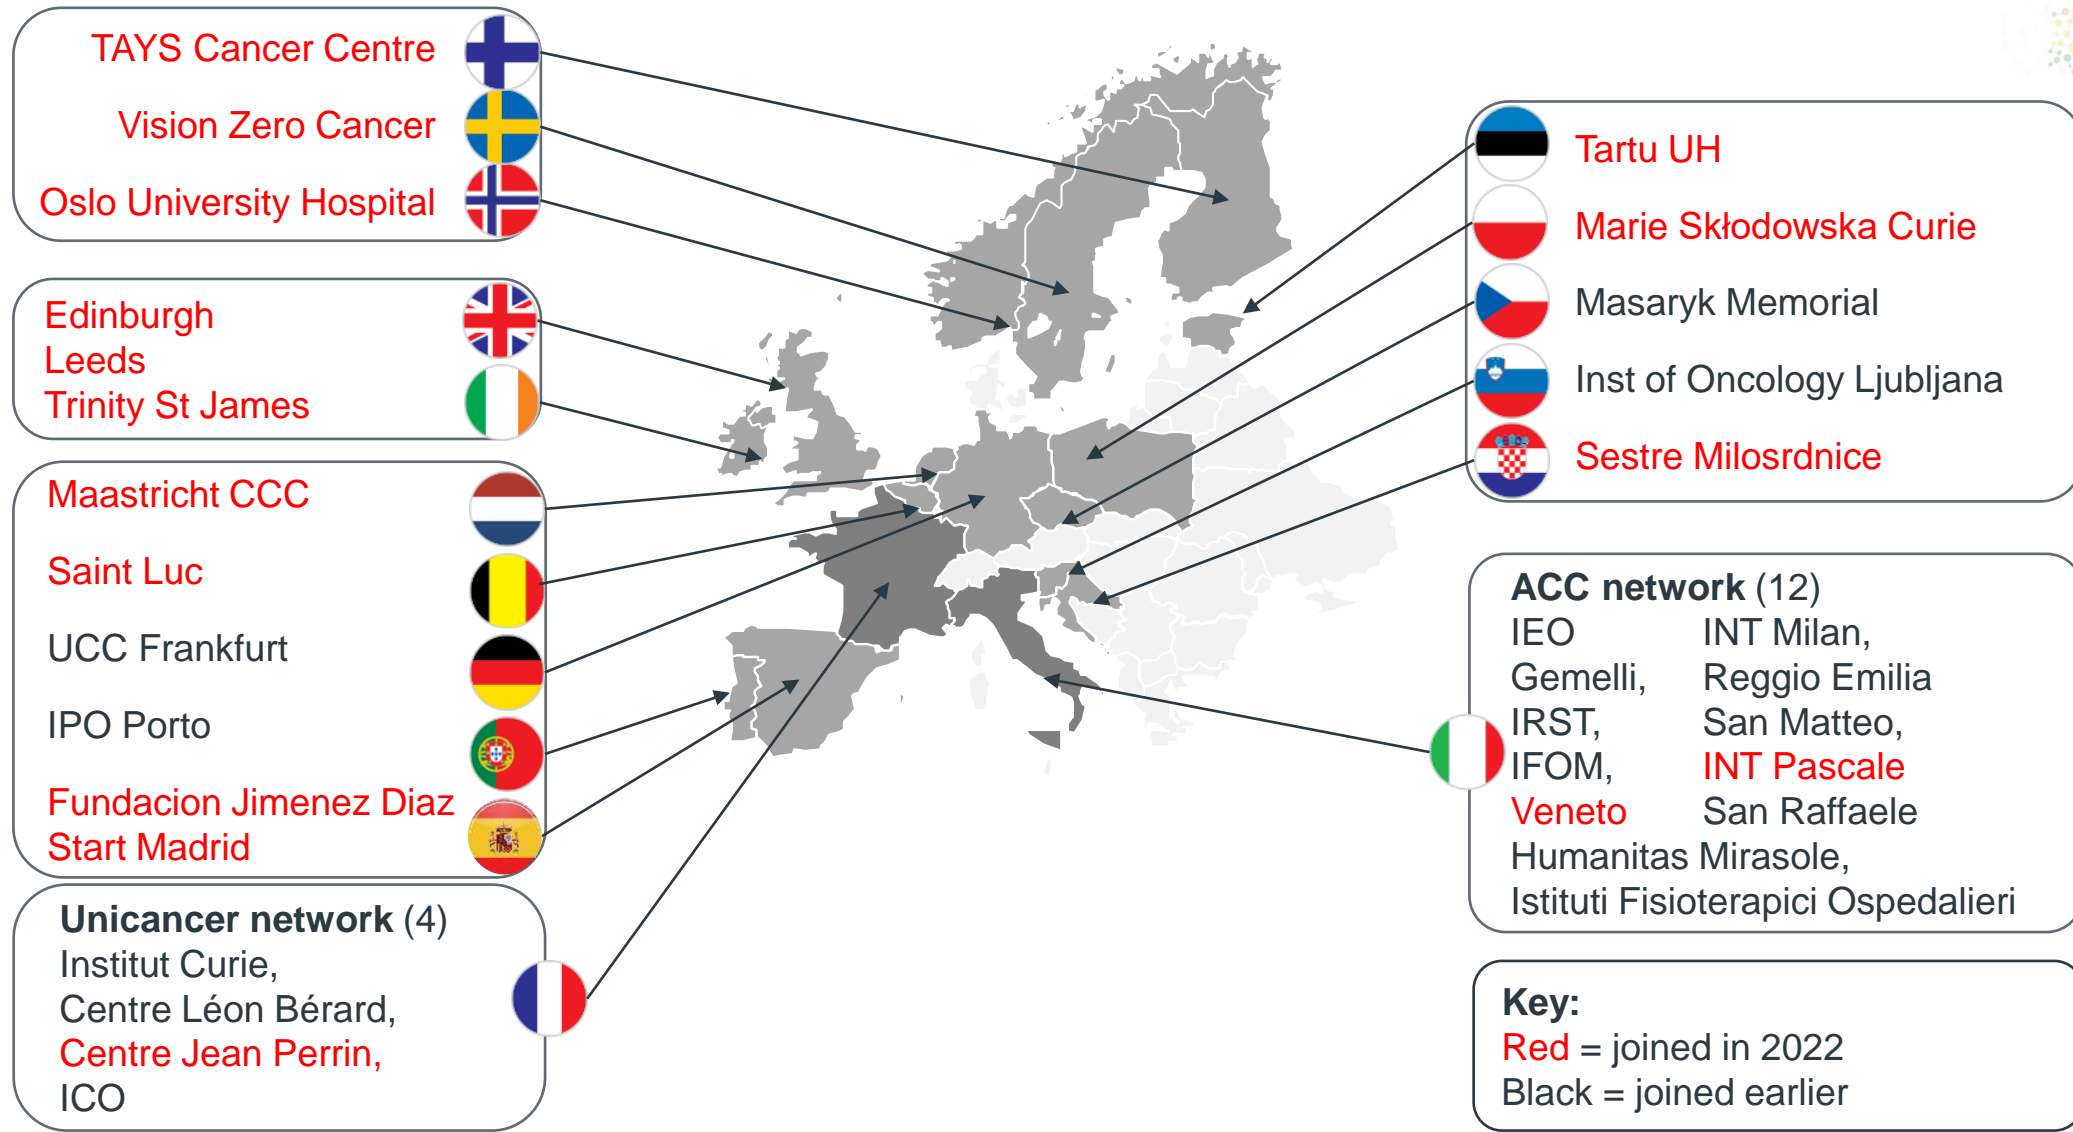 TAYS Cancer Centre
Vision Zero Cancer
Oslo University Hospital
Edinburgh
Leeds
Trinity St James
Maastricht CCC
Saint Luc
UCC Frankfurt
IPO Porto
Fundacion Jimenez Diaz
Start Madrid
Unicancer network (4)
Institut Curie,
Centre Léon Bérard,
Centre Jean Perrin,
ICO
Tartu UH
Marie Skłodowska Curie
Masaryk Memorial
Inst of Oncology Ljubljana
Sestre Milosrdnice
ACC network (12)
IEO INT Milan,
Gemelli, Reggio Emilia
IRST, San Matteo,
IFOM, INT Pascale
Veneto San Raffaele
Humanitas Mirasole,
Istituti Fisioterapici Ospedalieri
Key:
Red = joined in 2022
Black = joined earlier